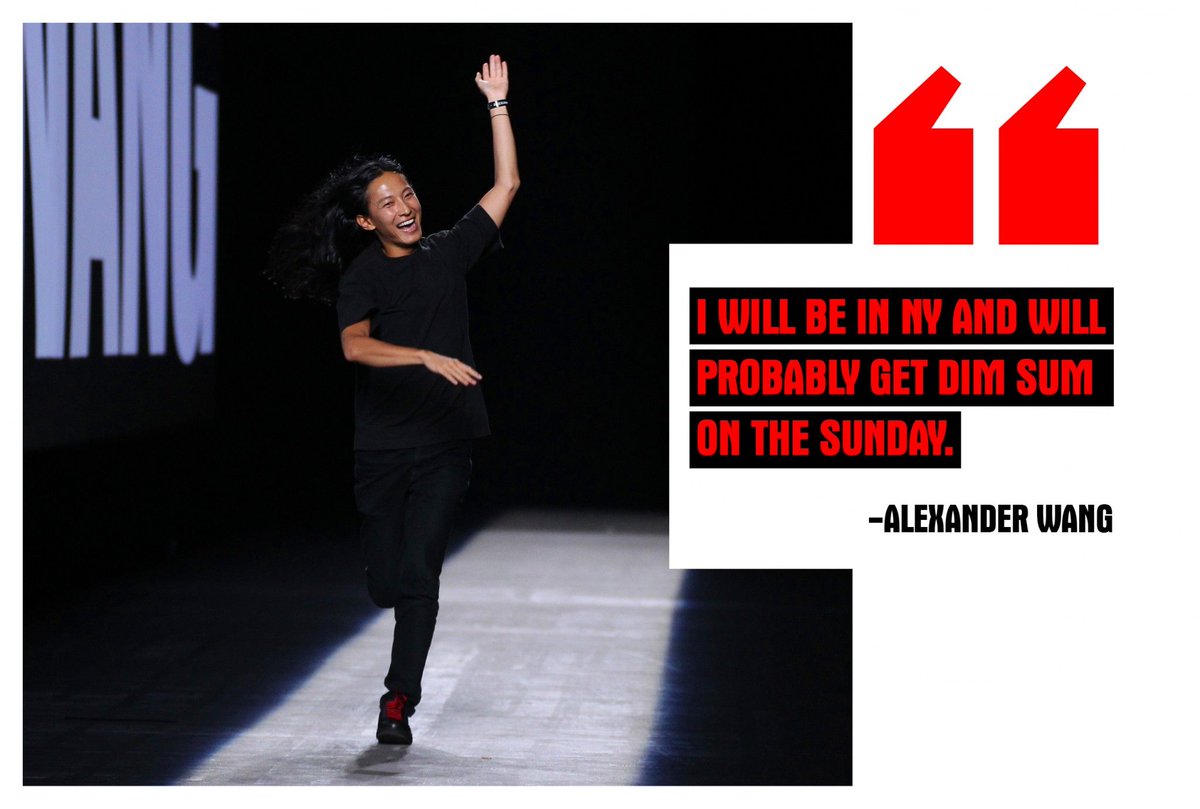 WANG
I WILL BE IN NY AND WILL
PROBABLY GET DIM SUM
ON THE SUNDAY.
–ALEXANDER WANG